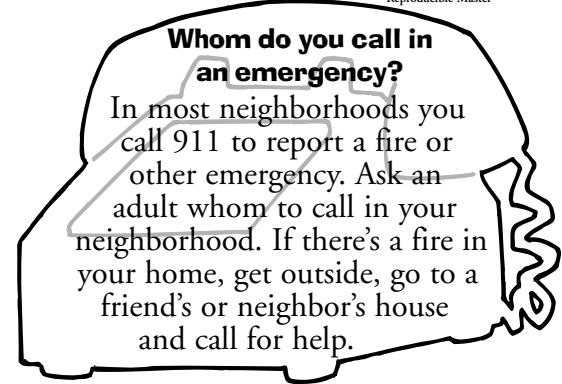 Reproducible Master
Whom do you call in
an emergency?
In most neighborhoods you
call 911 to report a fire or
other emergency. Ask an
adult whom to call in your
neighborhood. If there's a fire in
your home, get outside, go to a
friend's or neighbor's house
and call for help.